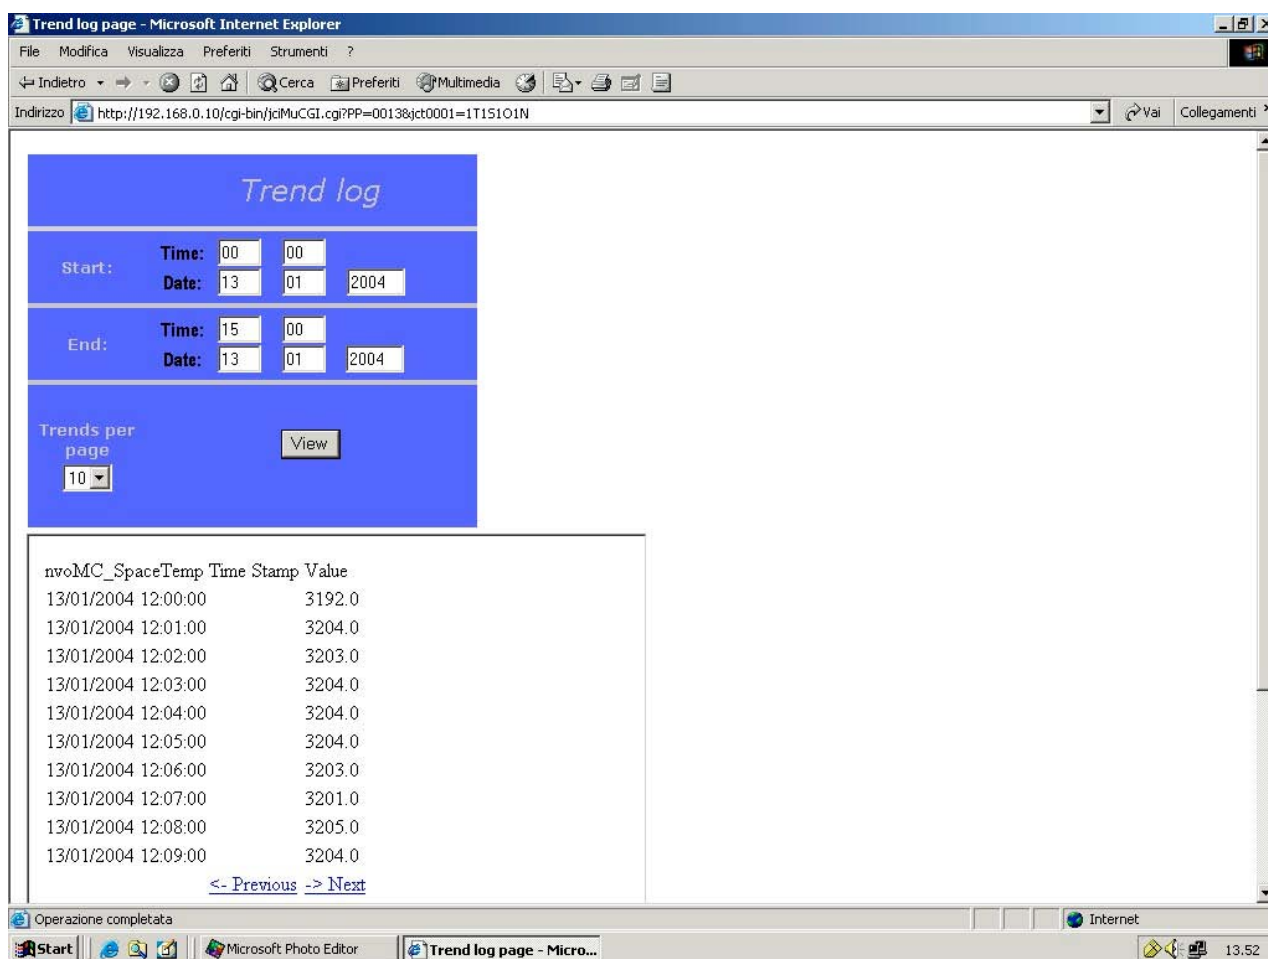 Trend log page - Microsoft Internet Explorer
File Modifica Visualizza Preferiti Strumenti ?
Indietro Cerca Preferiti Multimedia
Indirizzo http://192.168.0.10/cgi-bin/jciMuCGI.cgi?PP=0013&jct0001=1T1S1O1N Vai Collegamenti
Trend log
Start: Time: 00 00
Date: 13 01 2004
End: Time: 15 00
Date: 13 01 2004
Trends per
page
10
View
nvoMC_SpaceTemp Time Stamp Value
13/01/2004 12:00:00 3192.0
13/01/2004 12:01:00 3204.0
13/01/2004 12:02:00 3203.0
13/01/2004 12:03:00 3204.0
13/01/2004 12:04:00 3204.0
13/01/2004 12:05:00 3204.0
13/01/2004 12:06:00 3203.0
13/01/2004 12:07:00 3201.0
13/01/2004 12:08:00 3205.0
13/01/2004 12:09:00 3204.0
<- Previous -> Next
Operazione completata Internet
Start Microsoft Photo Editor Trend log page - Micro... 13.52